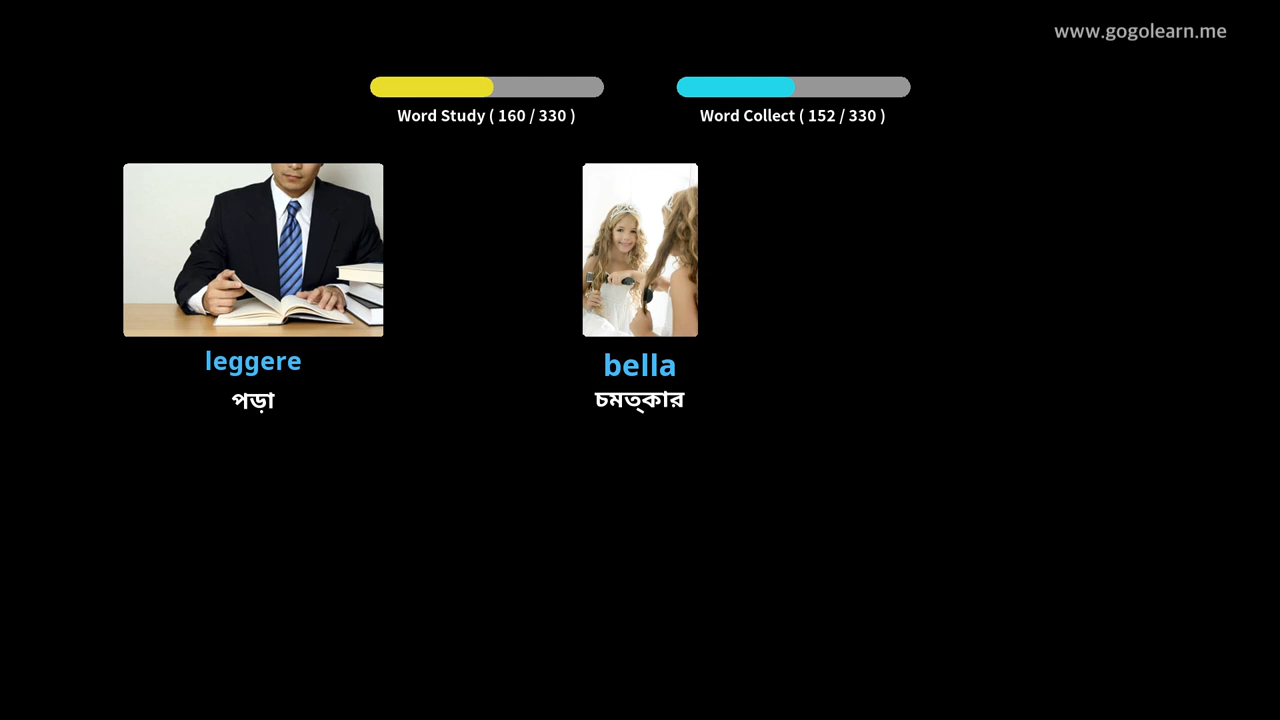 www.gogolearn.me
Word Study ( 160 / 330 )
Word Collect ( 152 / 330 )
leggere
পড়া
bella
চমত্কার